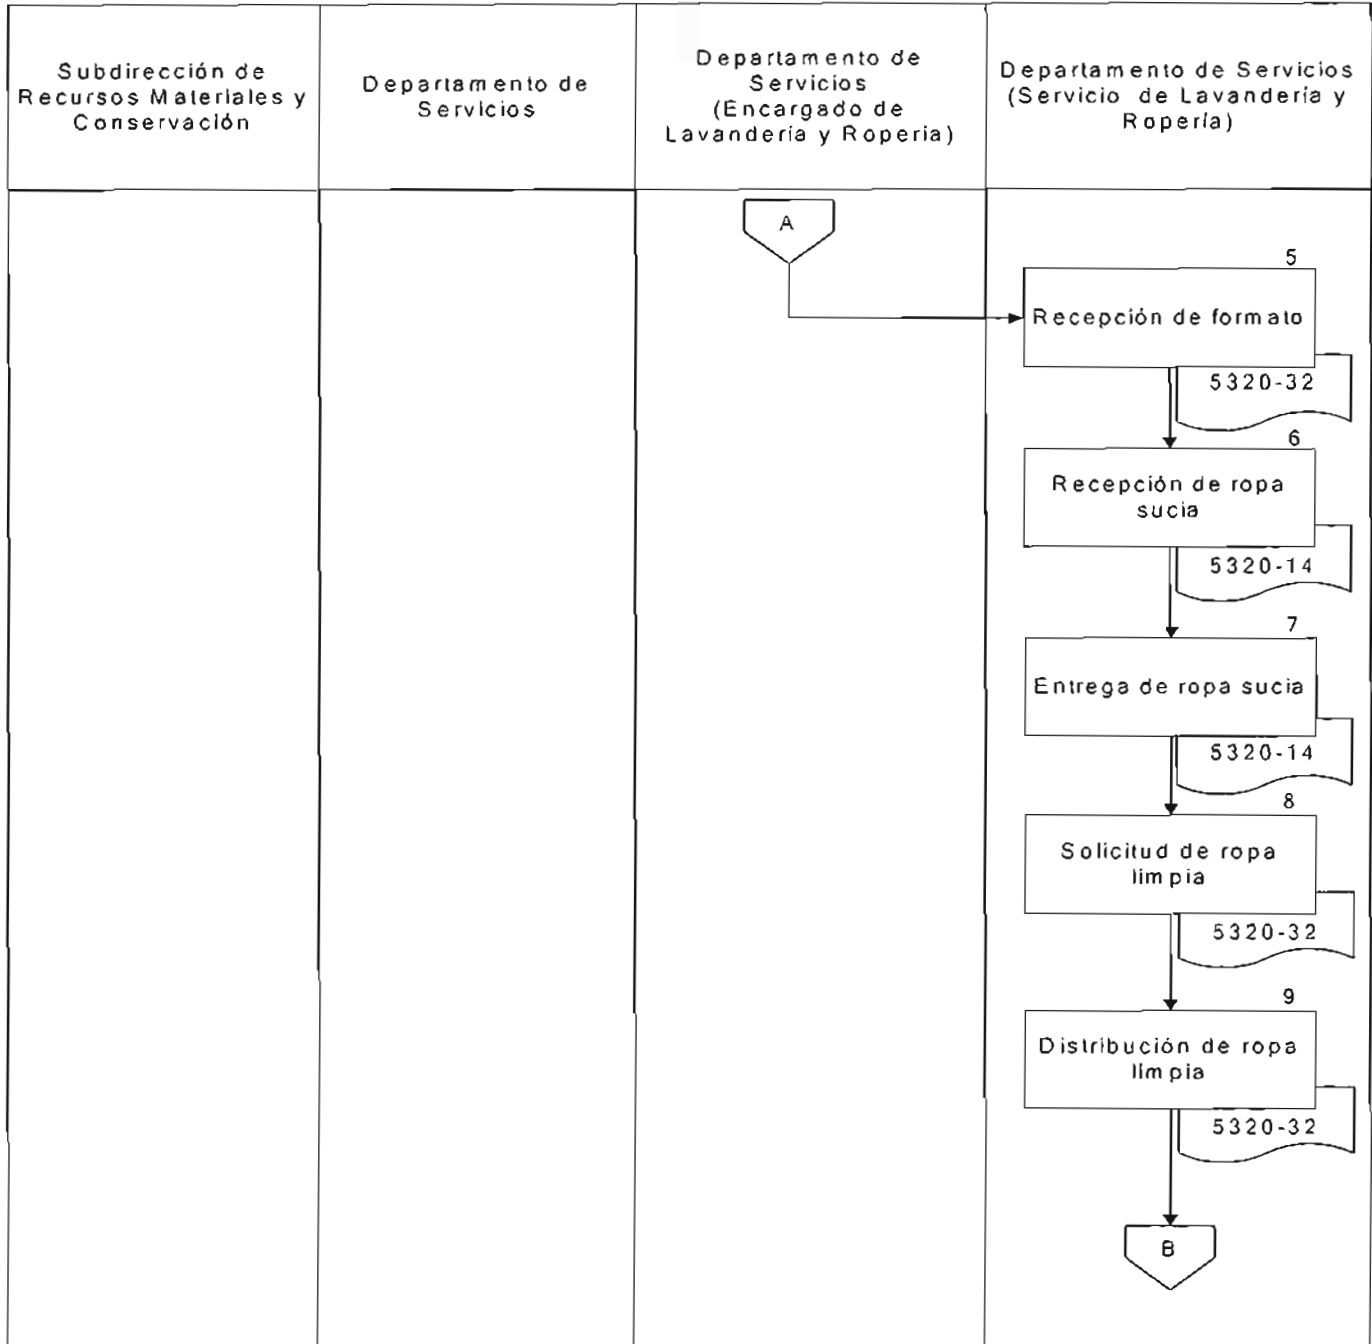 Subdirección de
Recursos Materiales y
Conservación
Departamento de
Servicios
Departamento de
Servicios
(Encargado de
Lavandería y Roperia)
Departamento de Servicios
(Servicio de Lavandería y
Ropería)
A
5
Recepción de formato
5320-32
6
Recepción de ropa
sucia
5320-14
7
Entrega de ropa sucia
5320-14
8
Solicitud de ropa
limpia
5320-32
9
Distribución de ropa
limpia
5320-32
B